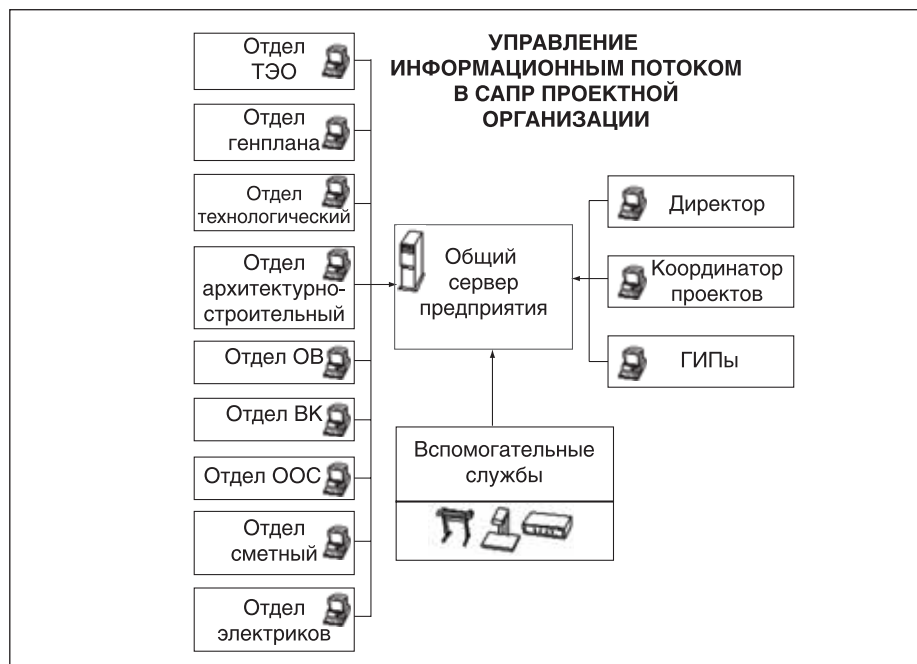 УПРАВЛЕНИЕ
ИНФОРМАЦИОННЫМ ПОТОКОМ
В САПР ПРОЕКТНОЙ
ОРГАНИЗАЦИИ
Отдел
ТЭО
Отдел
генплана
Отдел
технологический
Отдел
архитектурно-
строительный
Отдел ОВ
Отдел ВК
Отдел ООС
Отдел
сметный
Отдел
электриков
Общий
сервер
предприятия
Вспомогательные
службы
Директор
Координатор
проектов
ГИПы